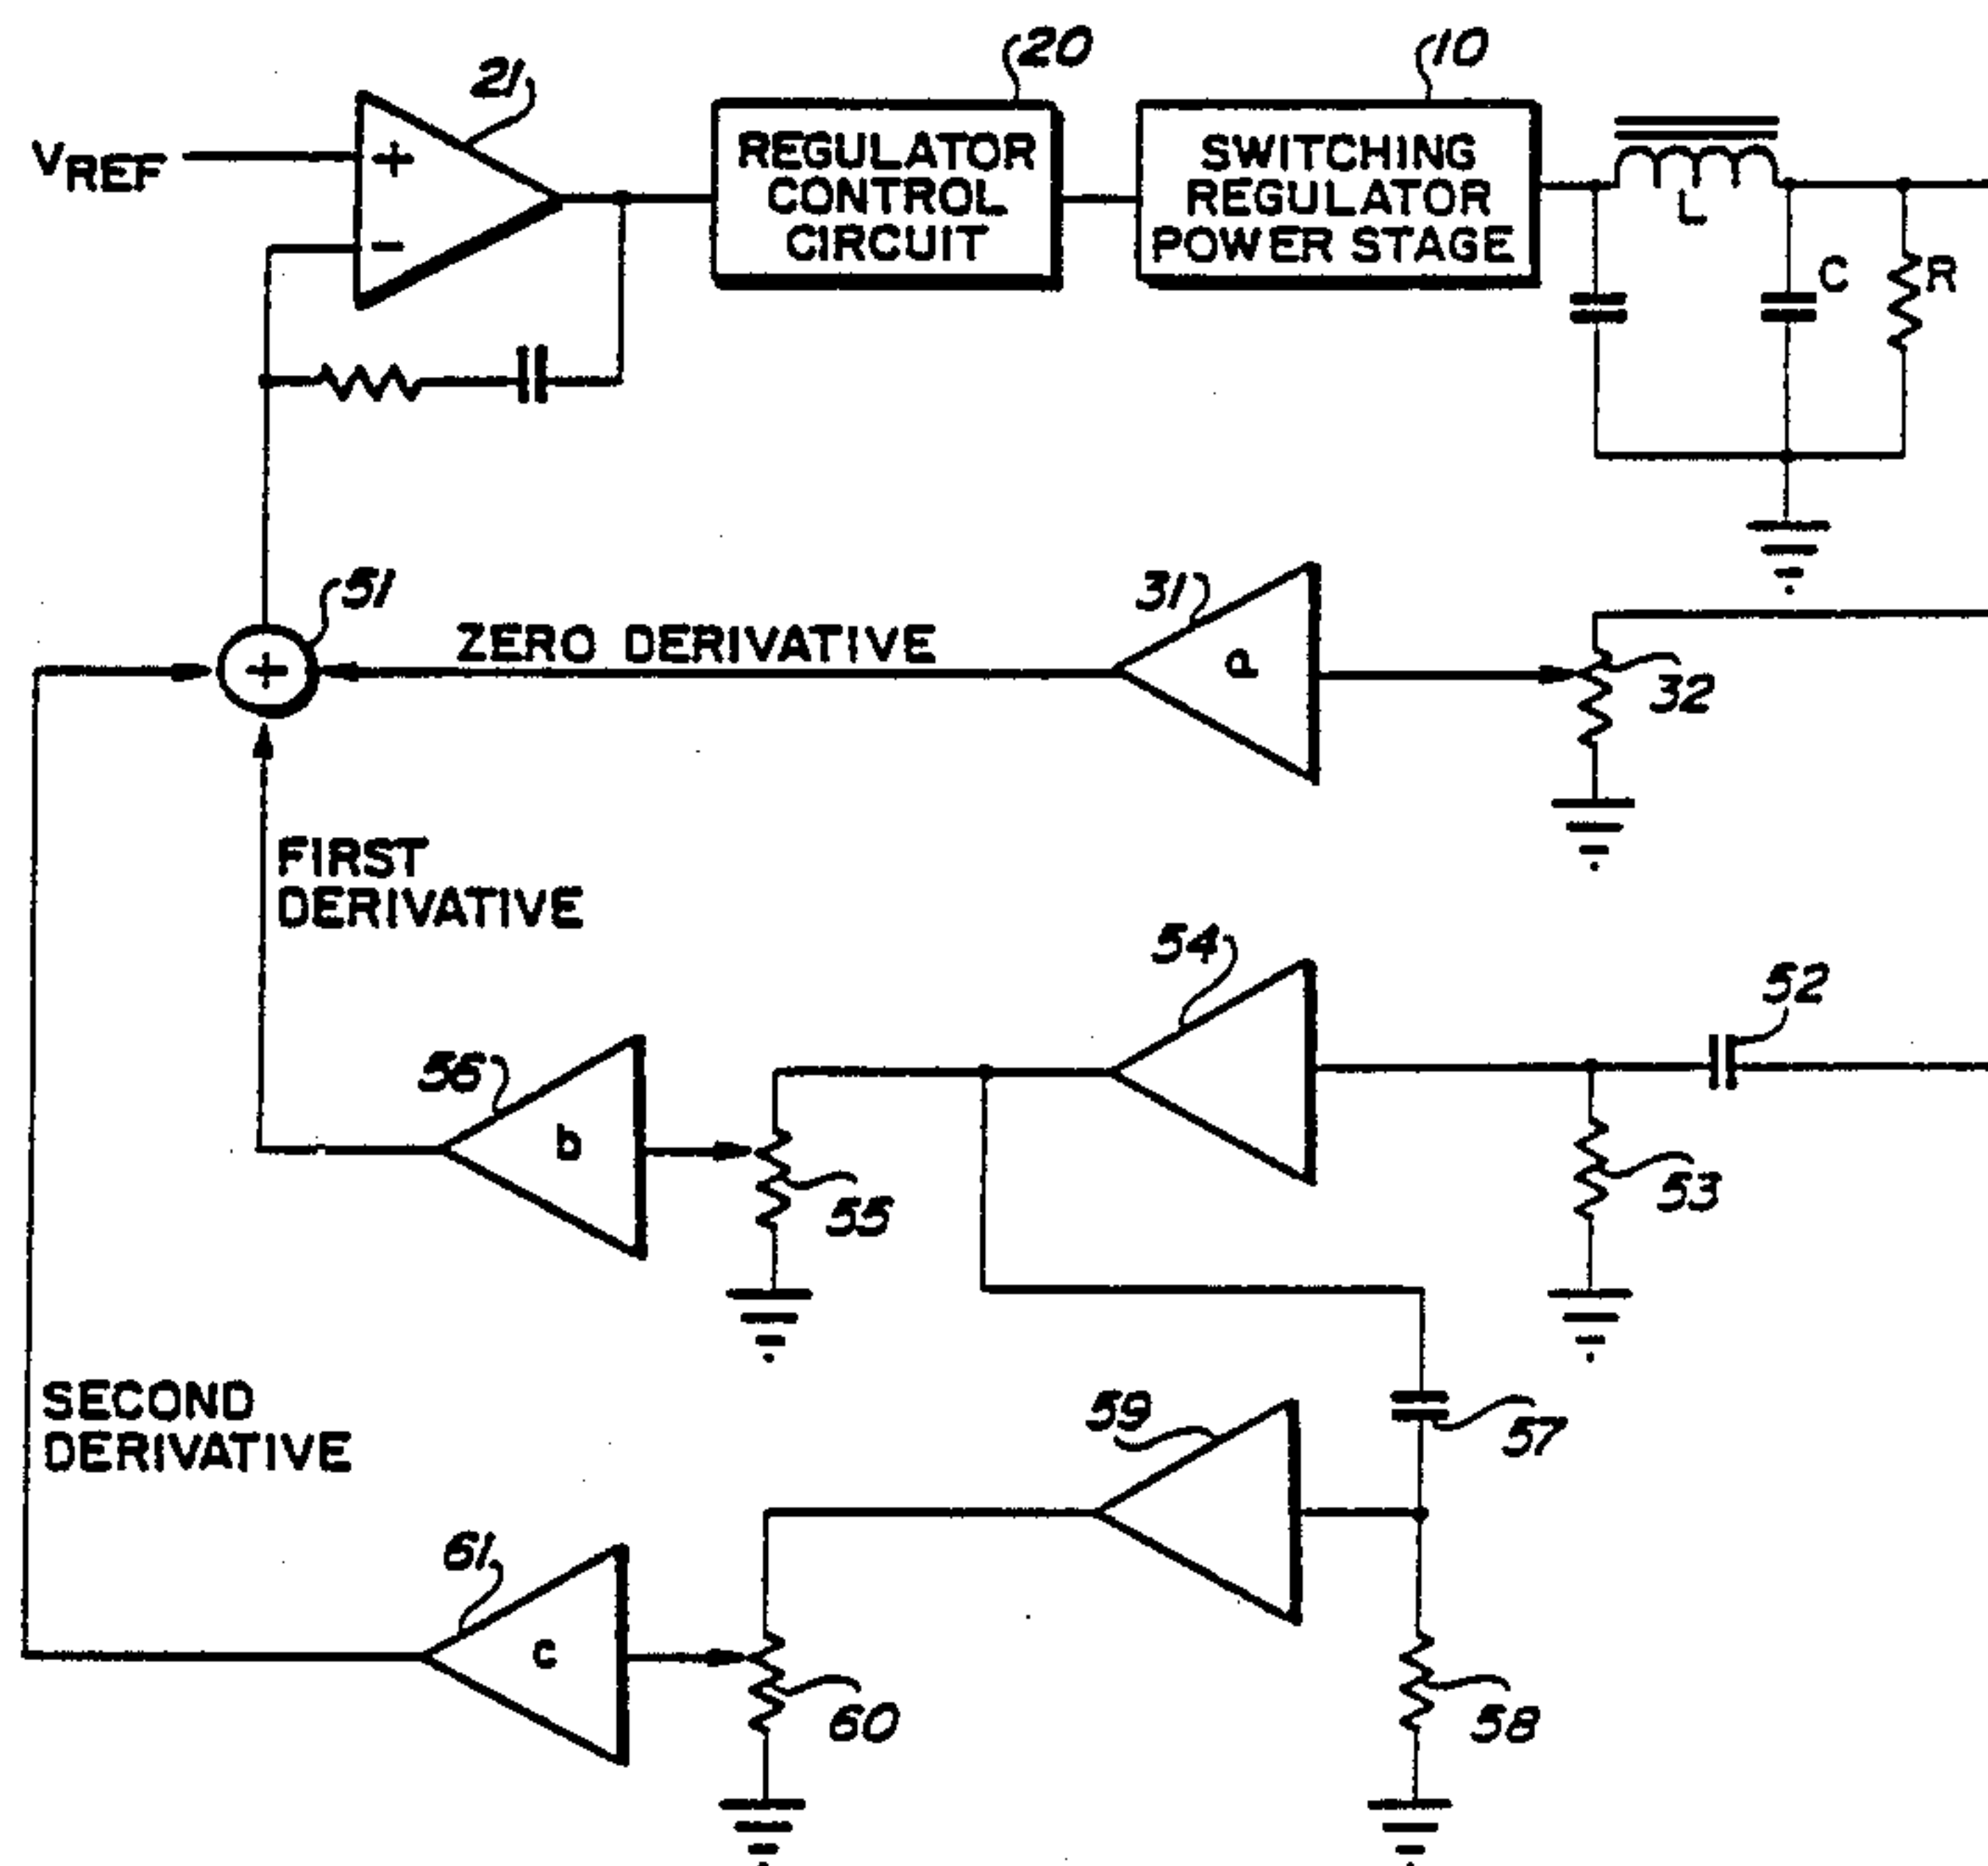 20
10
21
VREF
+
-
REGULATOR
CONTROL
CIRCUIT
SWITCHING
REGULATOR
POWER STAGE
L
C
R
51
+
ZERO DERIVATIVE
31
a
32
FIRST
DERIVATIVE
54
52
56
b
55
53
SECOND
DERIVATIVE
59
57
61
c
60
58